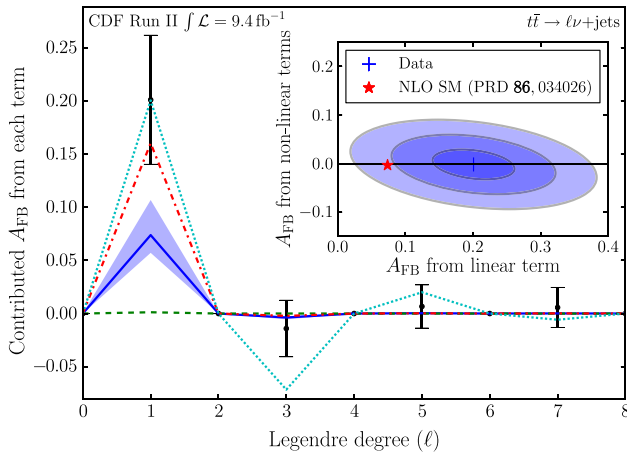 CDF Run II ∫ 𝓛 = 9.4 fb⁻¹
tt̅ → ℓν+jets
Contributed A_FB from each term
0.25
0.20
0.15
0.10
0.05
0.00
−0.05
0 1 2 3 4 5 6 7 8
Legendre degree (ℓ)
A_FB from non-linear terms
0.2
0.1
0.0
−0.1
0.0 0.1 0.2 0.3 0.4
A_FB from linear term
Data
NLO SM (PRD 86, 034026)